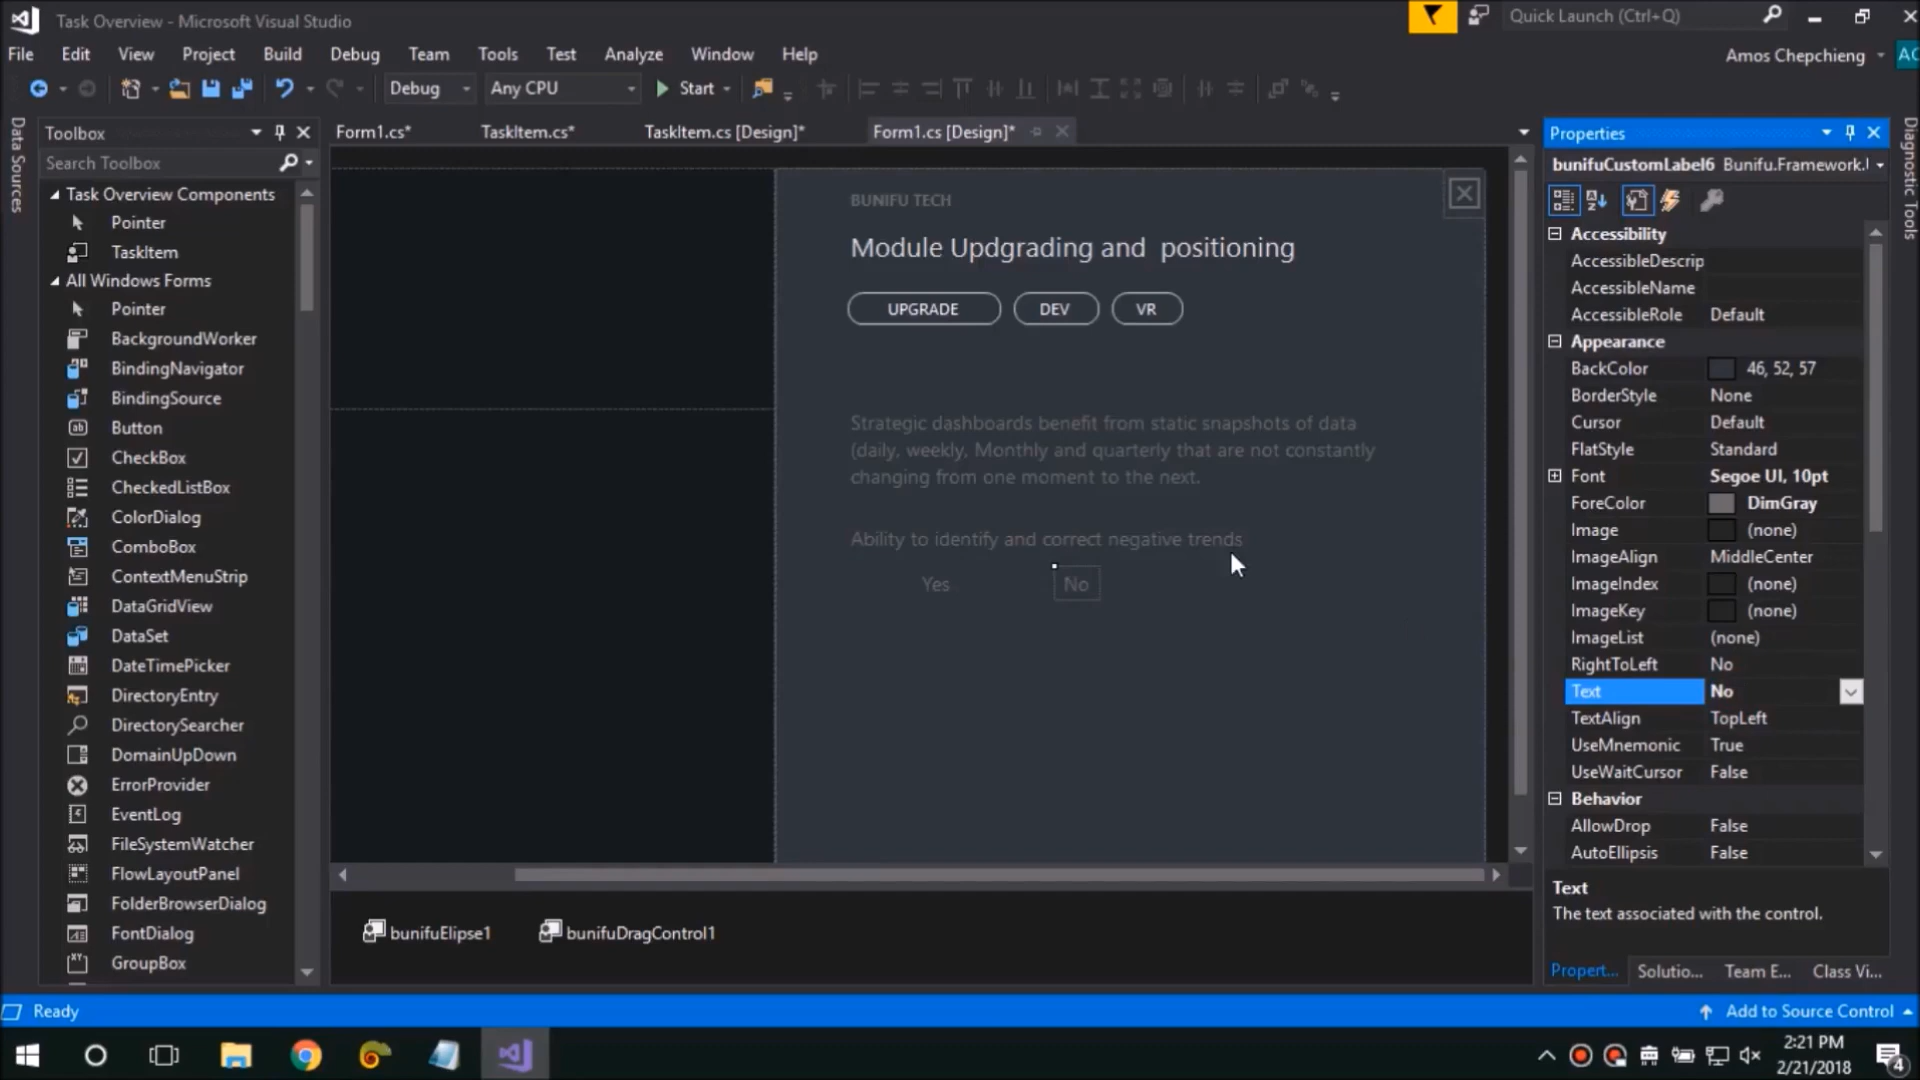 Task Overview - Microsoft Visual Studio
Quick Launch (Ctrl+Q)
File Edit View Project Build Debug Team Tools Test Analyze Window Help
Amos Chepchieng
AC
Debug Any CPU Start
Data Sources
Toolbox
Search Toolbox
Task Overview Components
Pointer
TaskItem
All Windows Forms
Pointer
BackgroundWorker
BindingNavigator
BindingSource
Button
CheckBox
CheckedListBox
ColorDialog
ComboBox
ContextMenuStrip
DataGridView
DataSet
DateTimePicker
DirectoryEntry
DirectorySearcher
DomainUpDown
ErrorProvider
EventLog
FileSystemWatcher
FlowLayoutPanel
FolderBrowserDialog
FontDialog
GroupBox
Form1.cs* TaskItem.cs* TaskItem.cs [Design]* Form1.cs [Design]*
BUNIFU TECH
Module Updgrading and  positioning
UPGRADE DEV VR
Strategic dashboards benefit from static snapshots of data
(daily, weekly, Monthly and quarterly that are not constantly
changing from one moment to the next.
Ability to identify and correct negative trends
Yes No
bunifuElipse1 bunifuDragControl1
Properties
bunifuCustomLabel6 Bunifu.Framework.
Accessibility
AccessibleDescrip
AccessibleName
AccessibleRole Default
Appearance
BackColor 46, 52, 57
BorderStyle None
Cursor Default
FlatStyle Standard
Font Segoe UI, 10pt
ForeColor DimGray
Image (none)
ImageAlign MiddleCenter
ImageIndex (none)
ImageKey (none)
ImageList (none)
RightToLeft No
Text No
TextAlign TopLeft
UseMnemonic True
UseWaitCursor False
Behavior
AllowDrop False
AutoEllipsis False
Text
The text associated with the control.
Propert... Solutio... Team E... Class Vi...
Diagnostic Tools
Ready
Add to Source Control
2:21 PM
2/21/2018
4